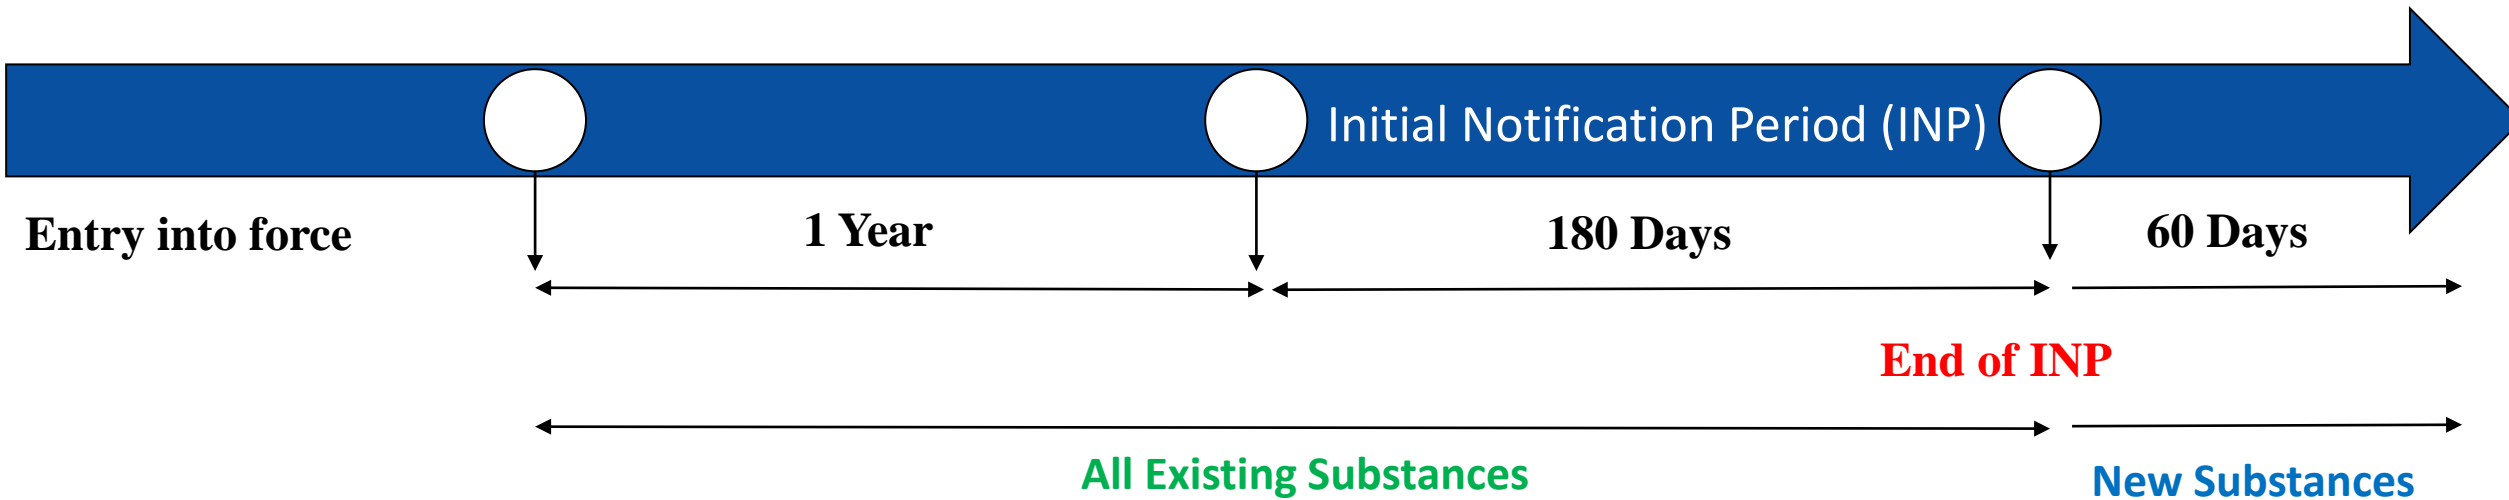 Initial Notification Period (INP)
Entry into force
1 Year
180 Days
60 Days
End of INP
All Existing Substances
New Substances